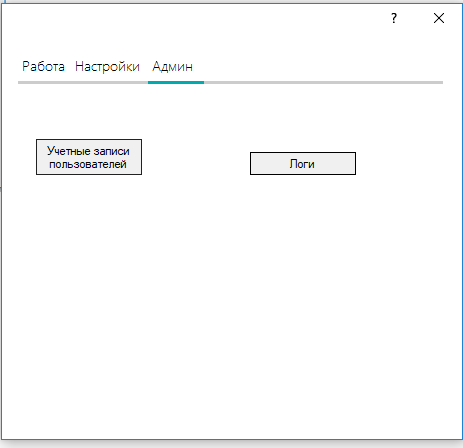 ?
Работа Настройки Админ
Учетные записи
пользователей
Логи